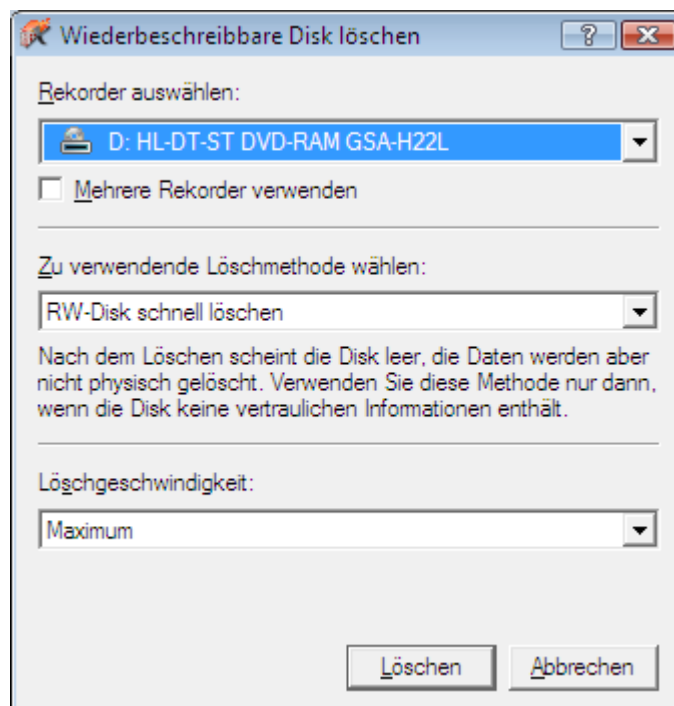 Wiederbeschreibbare Disk löschen
Rekorder auswählen:
D: HL-DT-ST DVD-RAM GSA-H22L
Mehrere Rekorder verwenden
Zu verwendende Löschmethode wählen:
RW-Disk schnell löschen
Nach dem Löschen scheint die Disk leer, die Daten werden aber
nicht physisch gelöscht. Verwenden Sie diese Methode nur dann,
wenn die Disk keine vertraulichen Informationen enthält.
Löschgeschwindigkeit:
Maximum
Löschen
Abbrechen